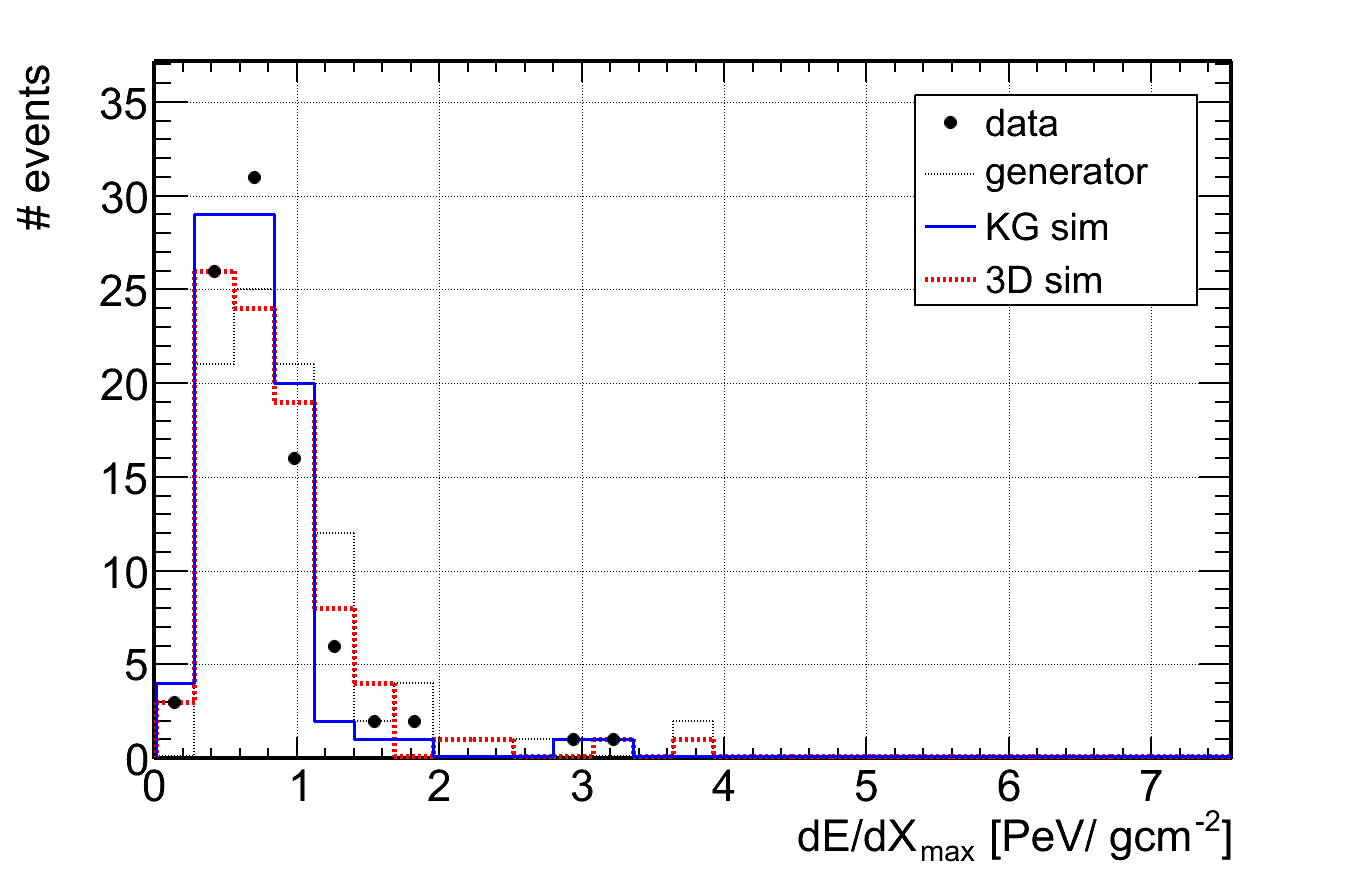 # events
35
30
25
20
15
10
5
0
0 1 2 3 4 5 6 7
dE/dX_max [PeV/ gcm^-2]
data
generator
KG sim
3D sim